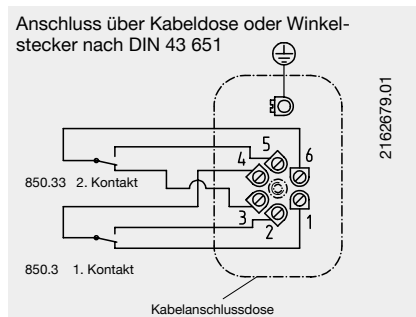 Anschluss über Kabeldose oder Winkel-
stecker nach DIN 43 651
2162679.01
5
4
6
850.33 2. Kontakt
3
2
1
850.3 1. Kontakt
Kabelanschlussdose